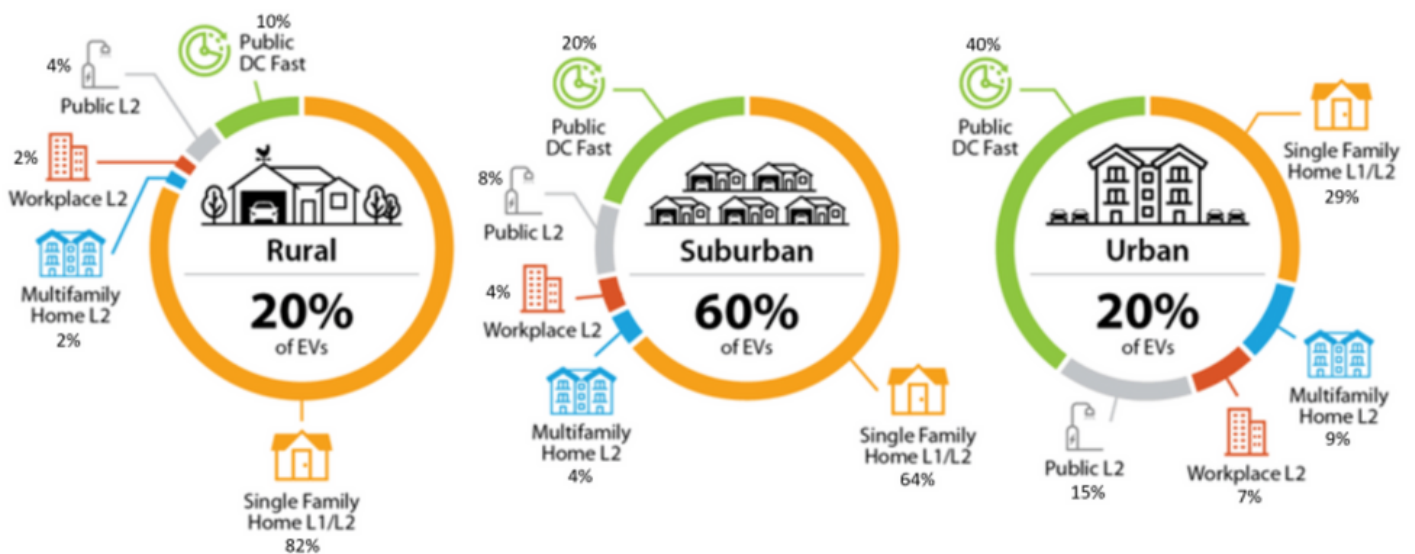 10%
Public
DC Fast
4%
Public L2
2%
Workplace L2
Multifamily
Home L2
2%
Rural
20%
of EVs
Single Family
Home L1/L2
82%
20%
Public
DC Fast
8%
Public L2
4%
Workplace L2
Multifamily
Home L2
4%
Suburban
60%
of EVs
Single Family
Home L1/L2
64%
40%
Public
DC Fast
Single Family
Home L1/L2
29%
Urban
20%
of EVs
Multifamily
Home L2
9%
Public L2
15%
Workplace L2
7%